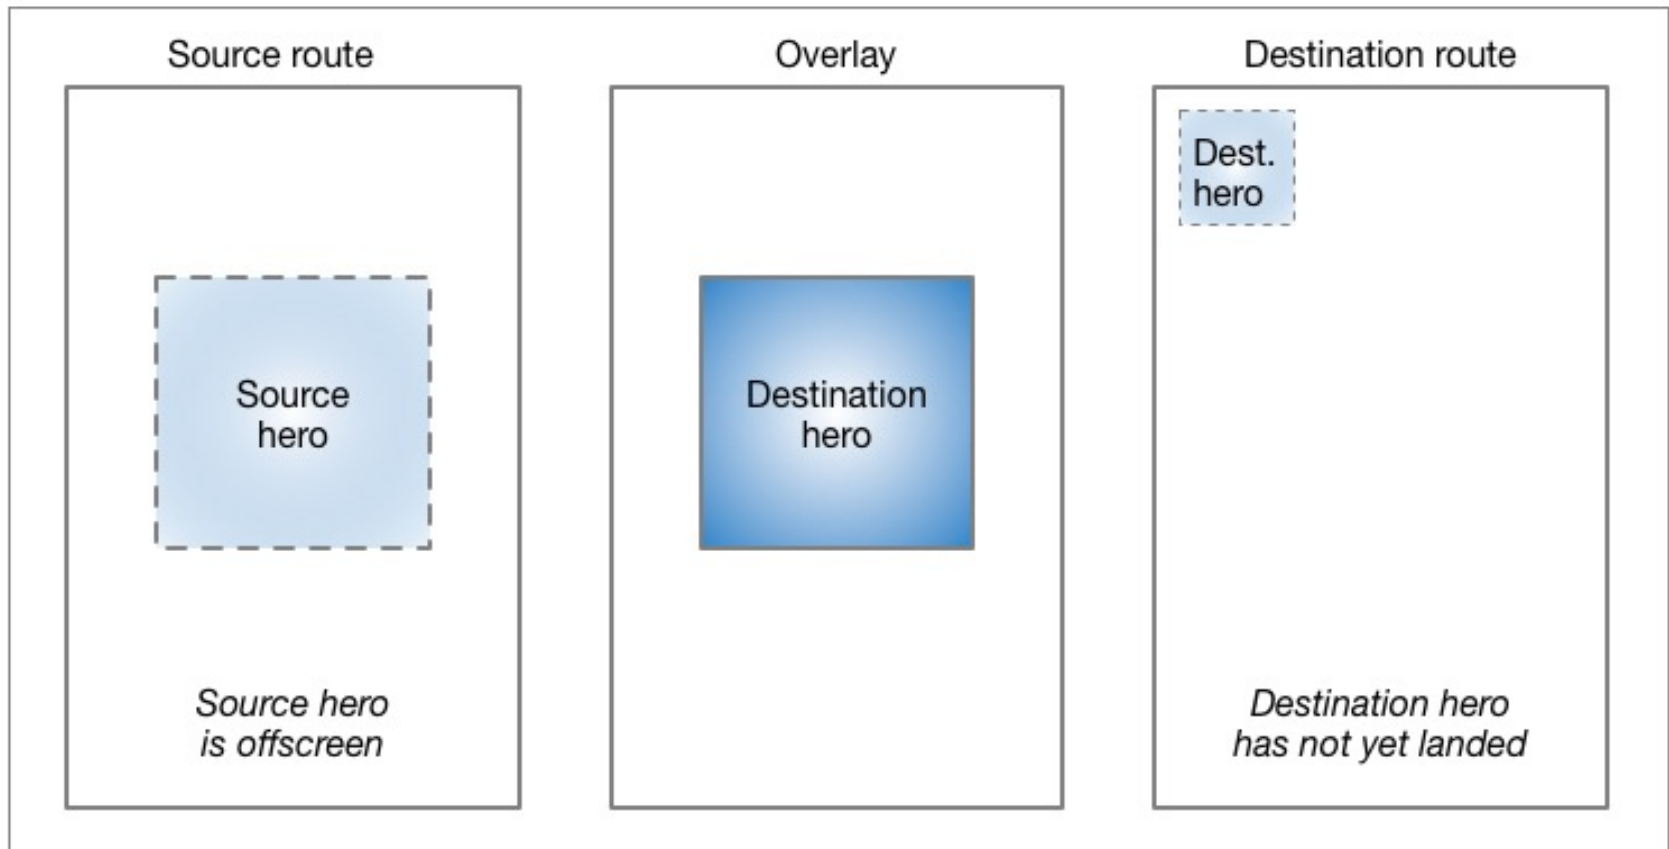 Source route
Overlay
Destination route
Source
hero
Destination
hero
Dest.
hero
Source hero
is offscreen
Destination hero
has not yet landed